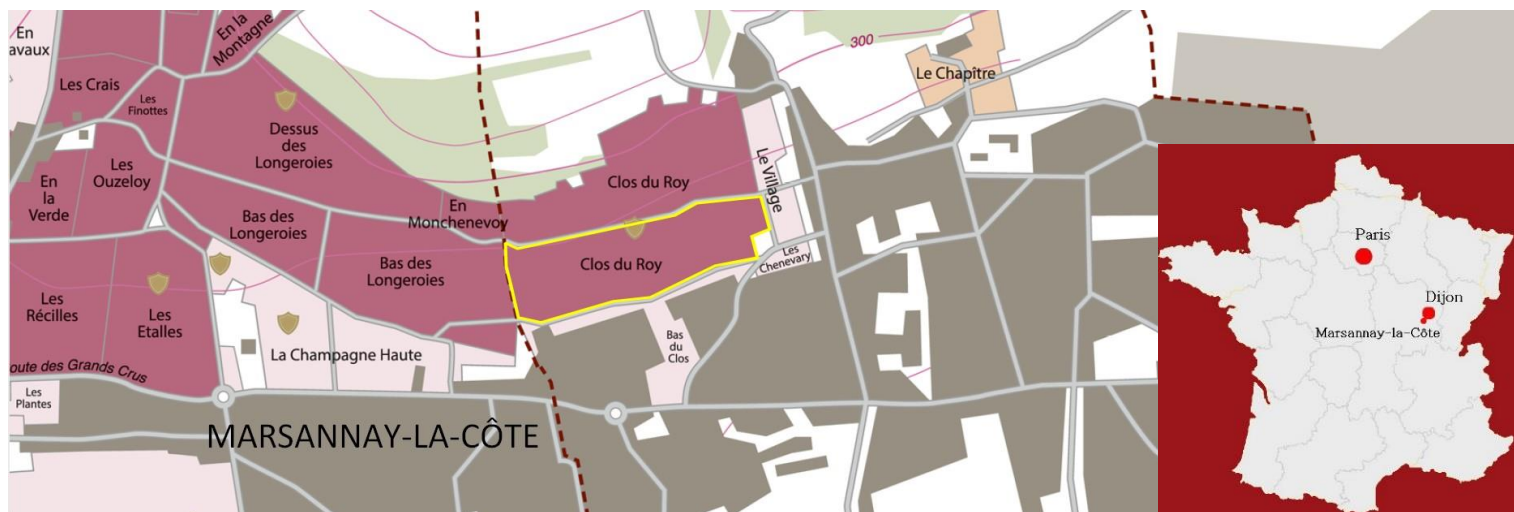 En
avaux
En la
Montagne
Les Crais
Les
Finottes
Dessus
des
Longeroies
300
Le Chapître
Les
Ouzeloy
En
la
Verde
Bas des
Longeroies
En
Monchenevoy
Clos du Roy
Le Village
Bas des
Longeroies
Clos du Roy
Les
Chenevary
Les
Récilles
Les
Etalles
La Champagne Haute
Bas
du
Clos
oute des Grands Crus
Les
Plantes
MARSANNAY-LA-CÔTE
Paris
Dijon
Marsannay-la-Côte